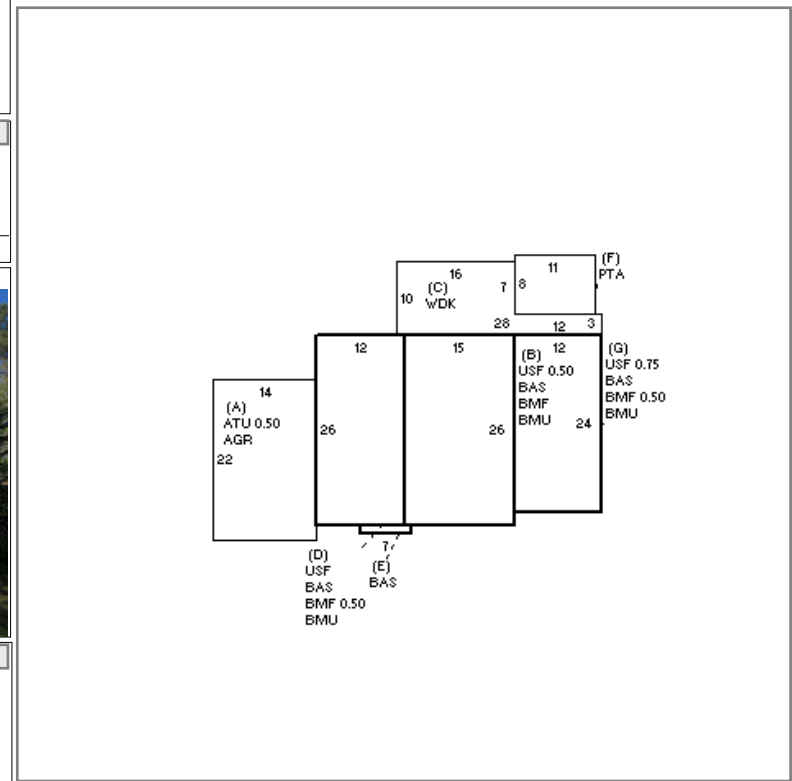 11
(F)
PTA
16
(C)
WDK
7
8
10
28
12
3
12
15
(B)
USF 0.50
BAS
BMF
BMU
12
(G)
USF 0.75
BAS
BMF 0.50
BMU
14
(A)
ATU 0.50
AGR
22
26
26
24
7
(D)
USF
BAS
BMF 0.50
BMU
(E)
BAS